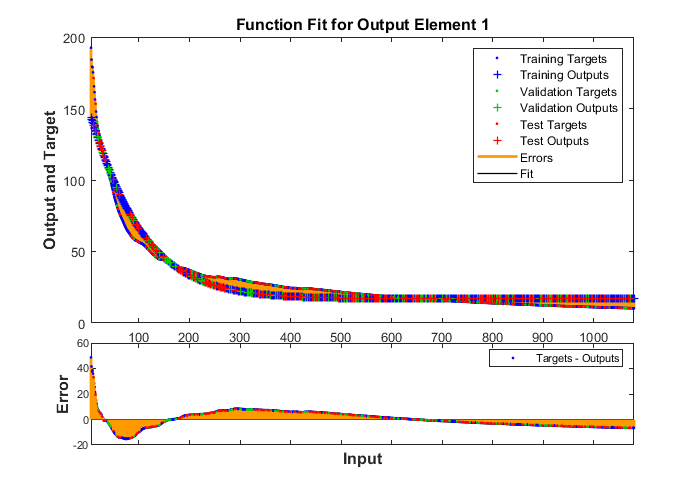 Function Fit for Output Element 1
200
150
100
50
0
Output and Target
Training Targets
Training Outputs
Validation Targets
Validation Outputs
Test Targets
Test Outputs
Errors
Fit
100 200 300 400 500 600 700 800 900 1000
60
40
20
0
-20
Error
Targets - Outputs
Input